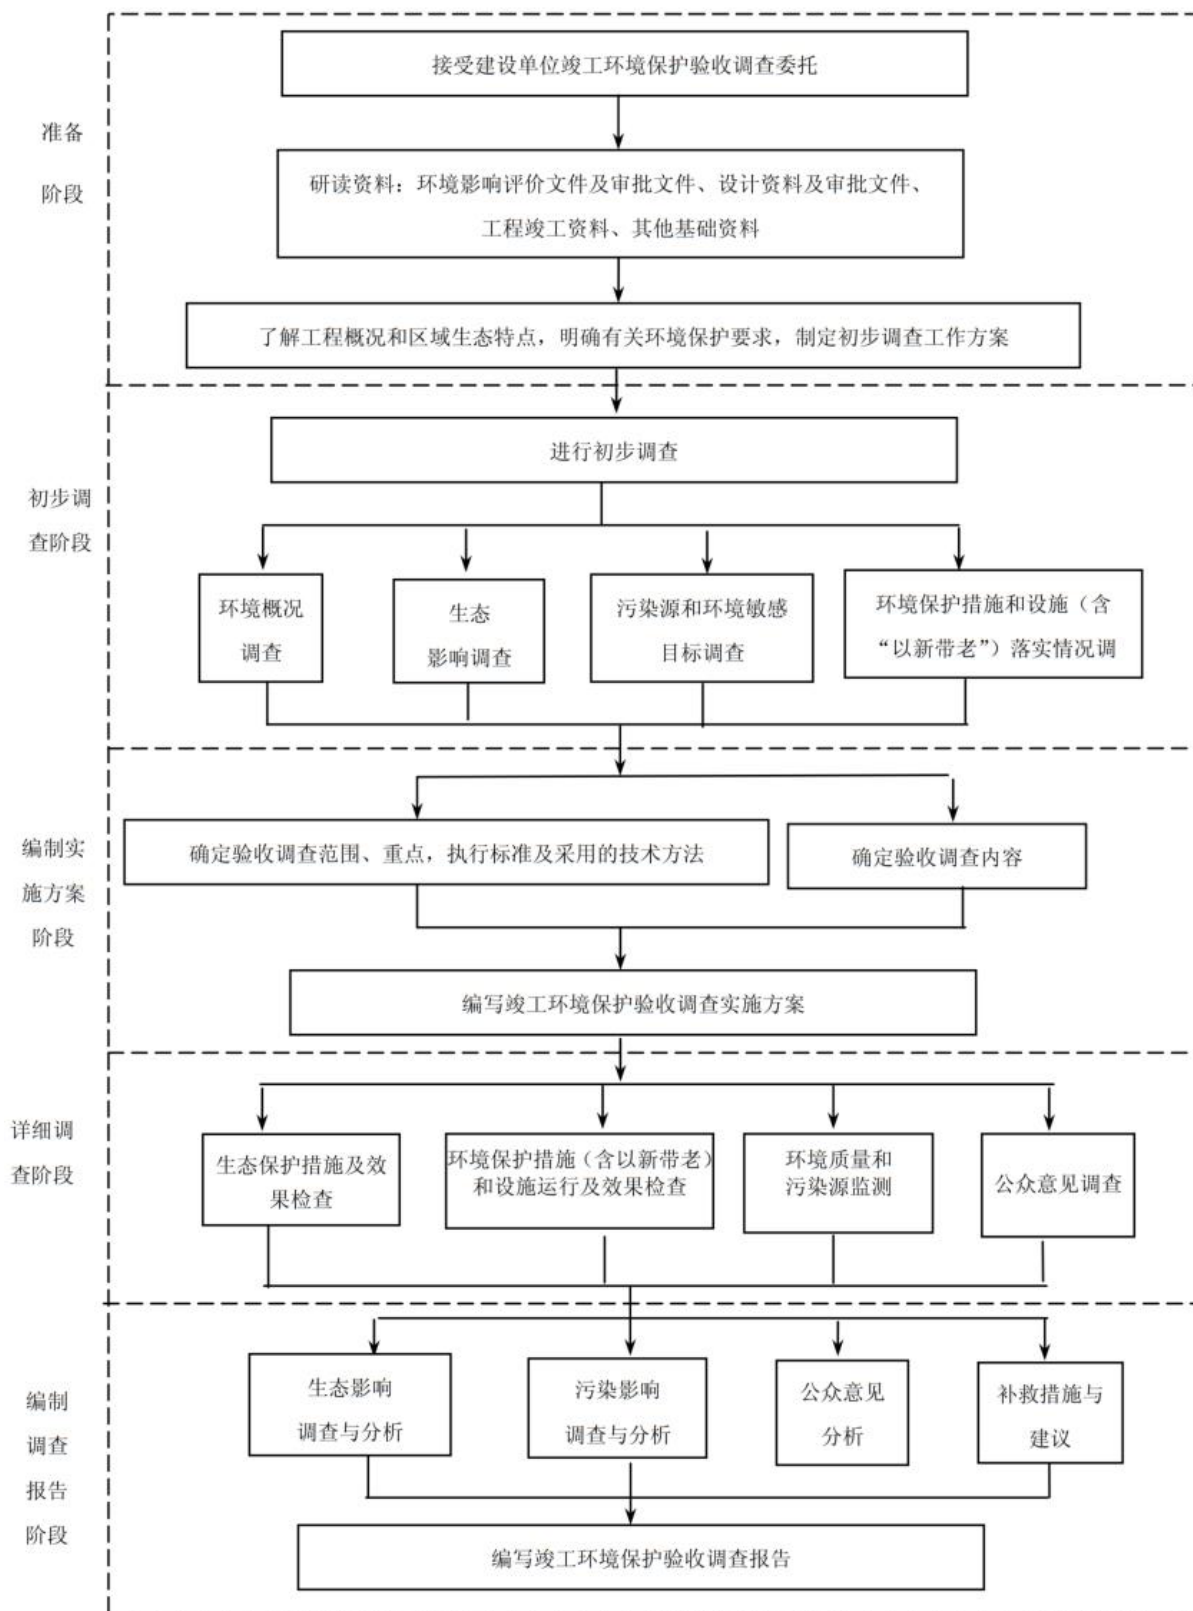 接受建设单位竣工环境保护验收调查委托
准备
阶段
研读资料：环境影响评价文件及审批文件、设计资料及审批文件、
工程竣工资料、其他基础资料
了解工程概况和区域生态特点，明确有关环境保护要求，制定初步调查工作方案
初步调
查阶段
进行初步调查
环境概况
调查
生态
影响调查
污染源和环境敏感
目标调查
环境保护措施和设施（含
“以新带老”）落实情况调
编制实
施方案
阶段
确定验收调查范围、重点，执行标准及采用的技术方法
确定验收调查内容
编写竣工环境保护验收调查实施方案
详细调
查阶段
生态保护措施及效
果检查
环境保护措施（含以新带老）
和设施运行及效果检查
环境质量和
污染源监测
公众意见调查
编制
调查
报告
阶段
生态影响
调查与分析
污染影响
调查与分析
公众意见
分析
补救措施与
建议
编写竣工环境保护验收调查报告